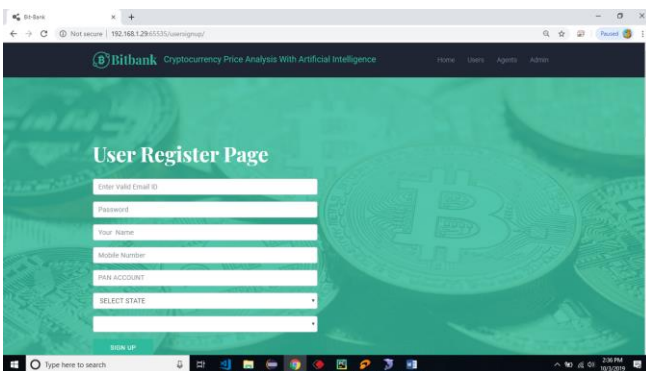 Bit-Bank
Not secure | 192.168.1.29:65535/usersignup/
Paused
Bitbank Cryptocurrency Price Analysis With Artificial Intelligence
Home Users Agents Admin
User Register Page
Enter Valid Email ID
Password
Your Name
Mobile Number
PAN ACCOUNT
SELECT STATE
SIGN UP
Type here to search
2:36 PM
10/3/2019